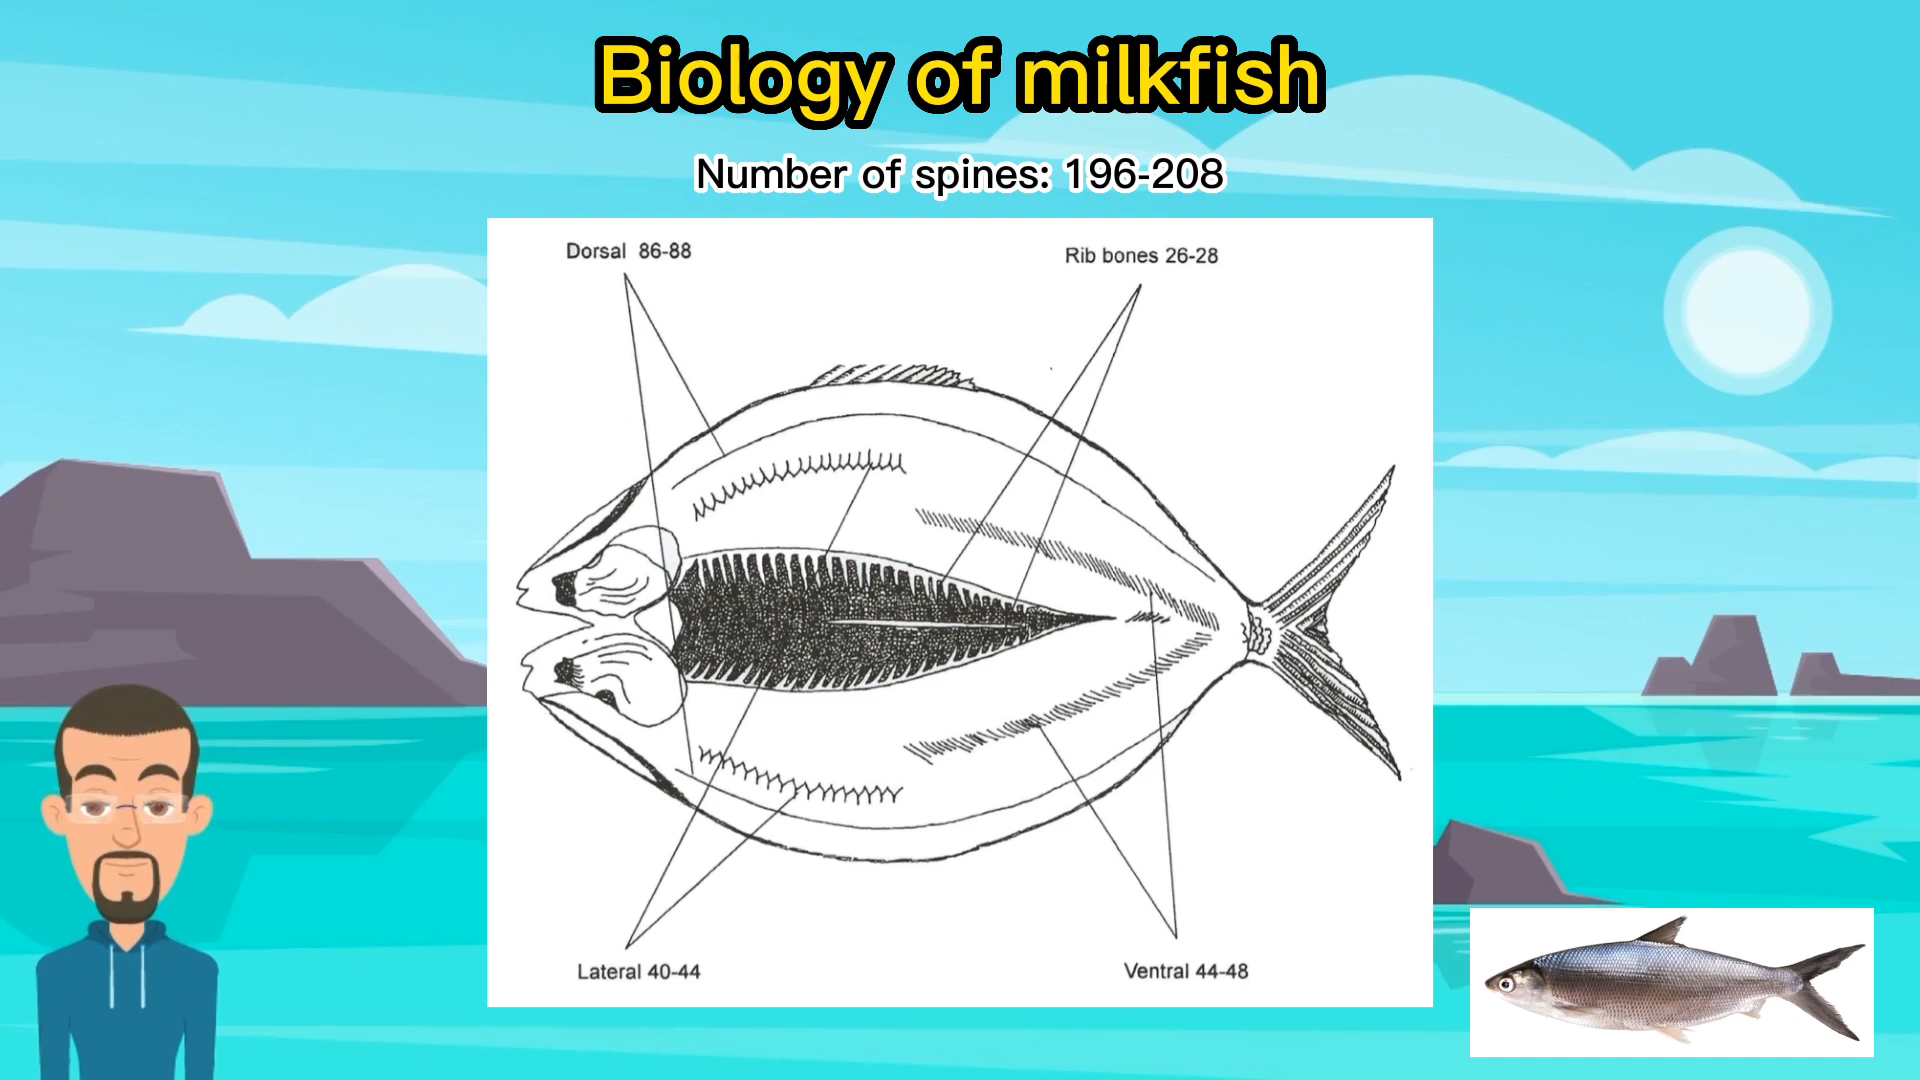 Biology of milkfish
Number of spines: 196-208
Dorsal 86-88
Rib bones 26-28
Lateral 40-44
Ventral 44-48